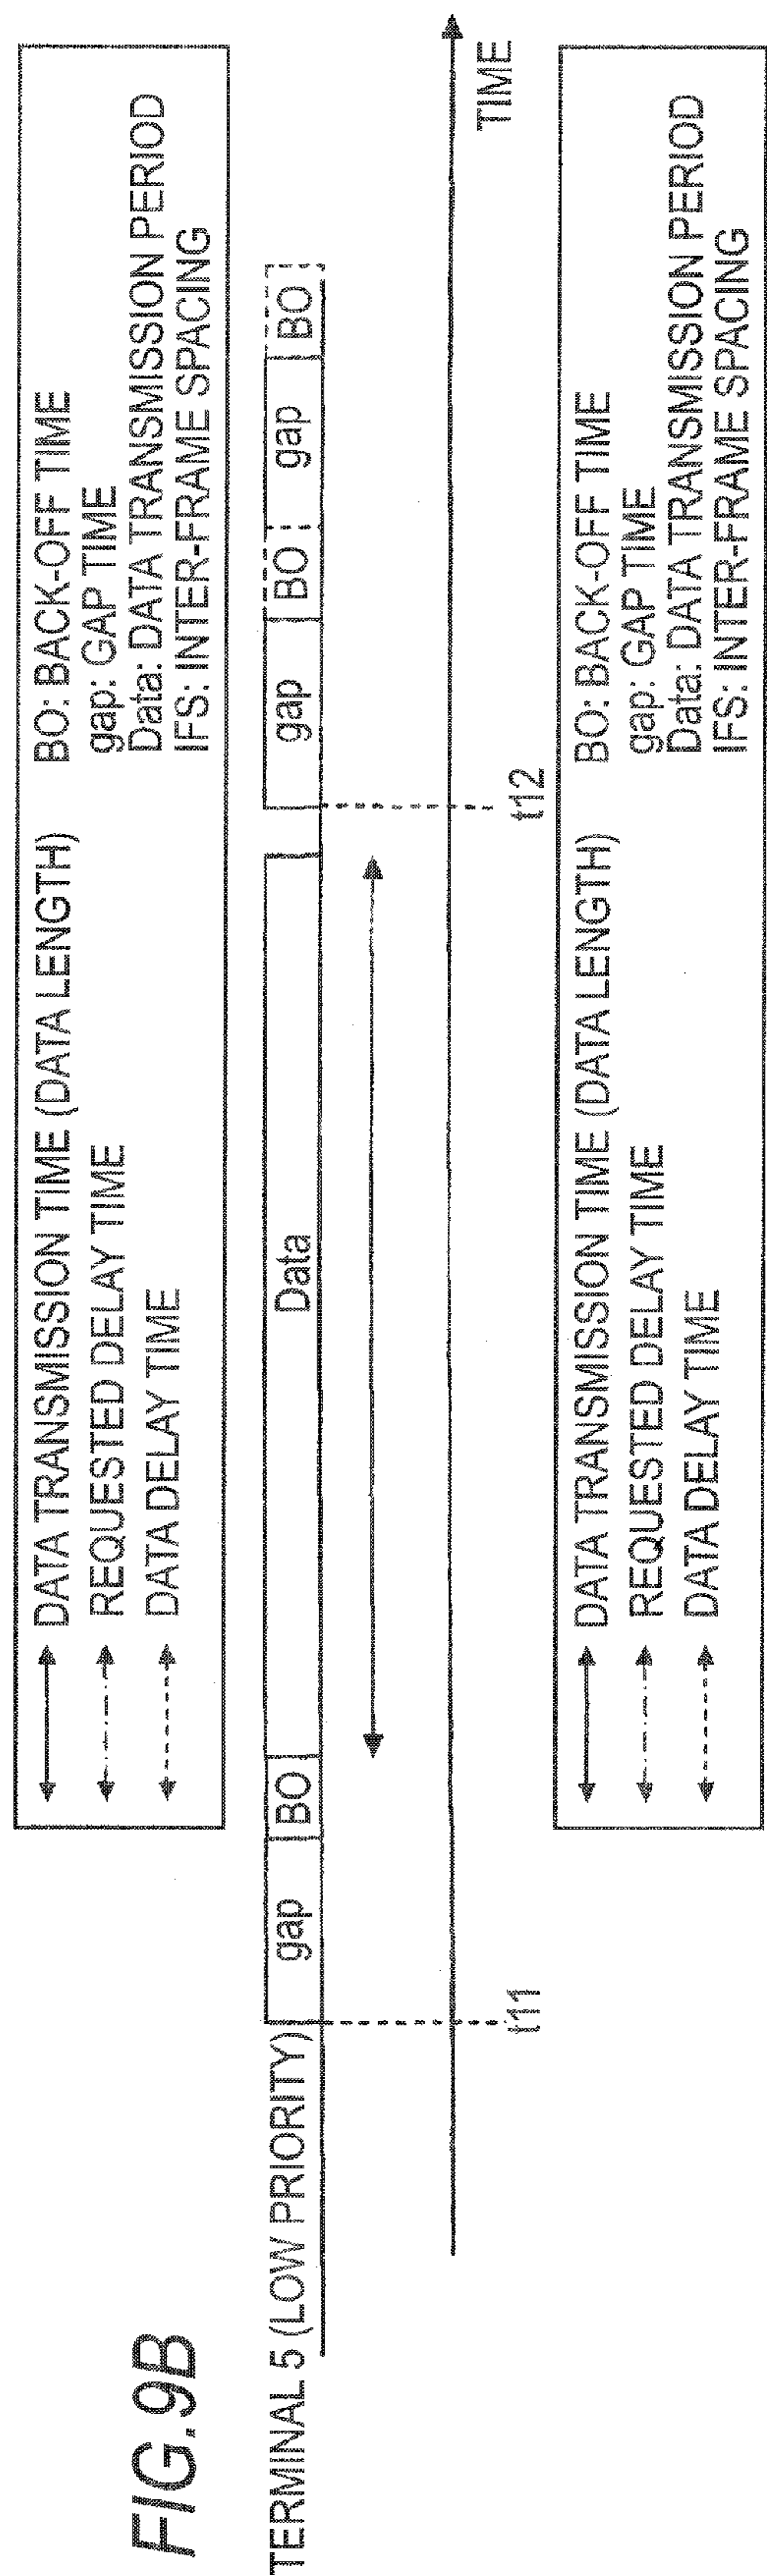 FIG.9B
DATA TRANSMISSION TIME (DATA LENGTH)
REQUESTED DELAY TIME
DATA DELAY TIME
BO: BACK-OFF TIME
gap: GAP TIME
Data: DATA TRANSMISSION PERIOD
IFS: INTER-FRAME SPACING
TERMINAL 5 (LOW PRIORITY)
gap
BO
Data
gap
BO
gap
BO
t11
t12
TIME
DATA TRANSMISSION TIME (DATA LENGTH)
REQUESTED DELAY TIME
DATA DELAY TIME
BO: BACK-OFF TIME
gap: GAP TIME
Data: DATA TRANSMISSION PERIOD
IFS: INTER-FRAME SPACING